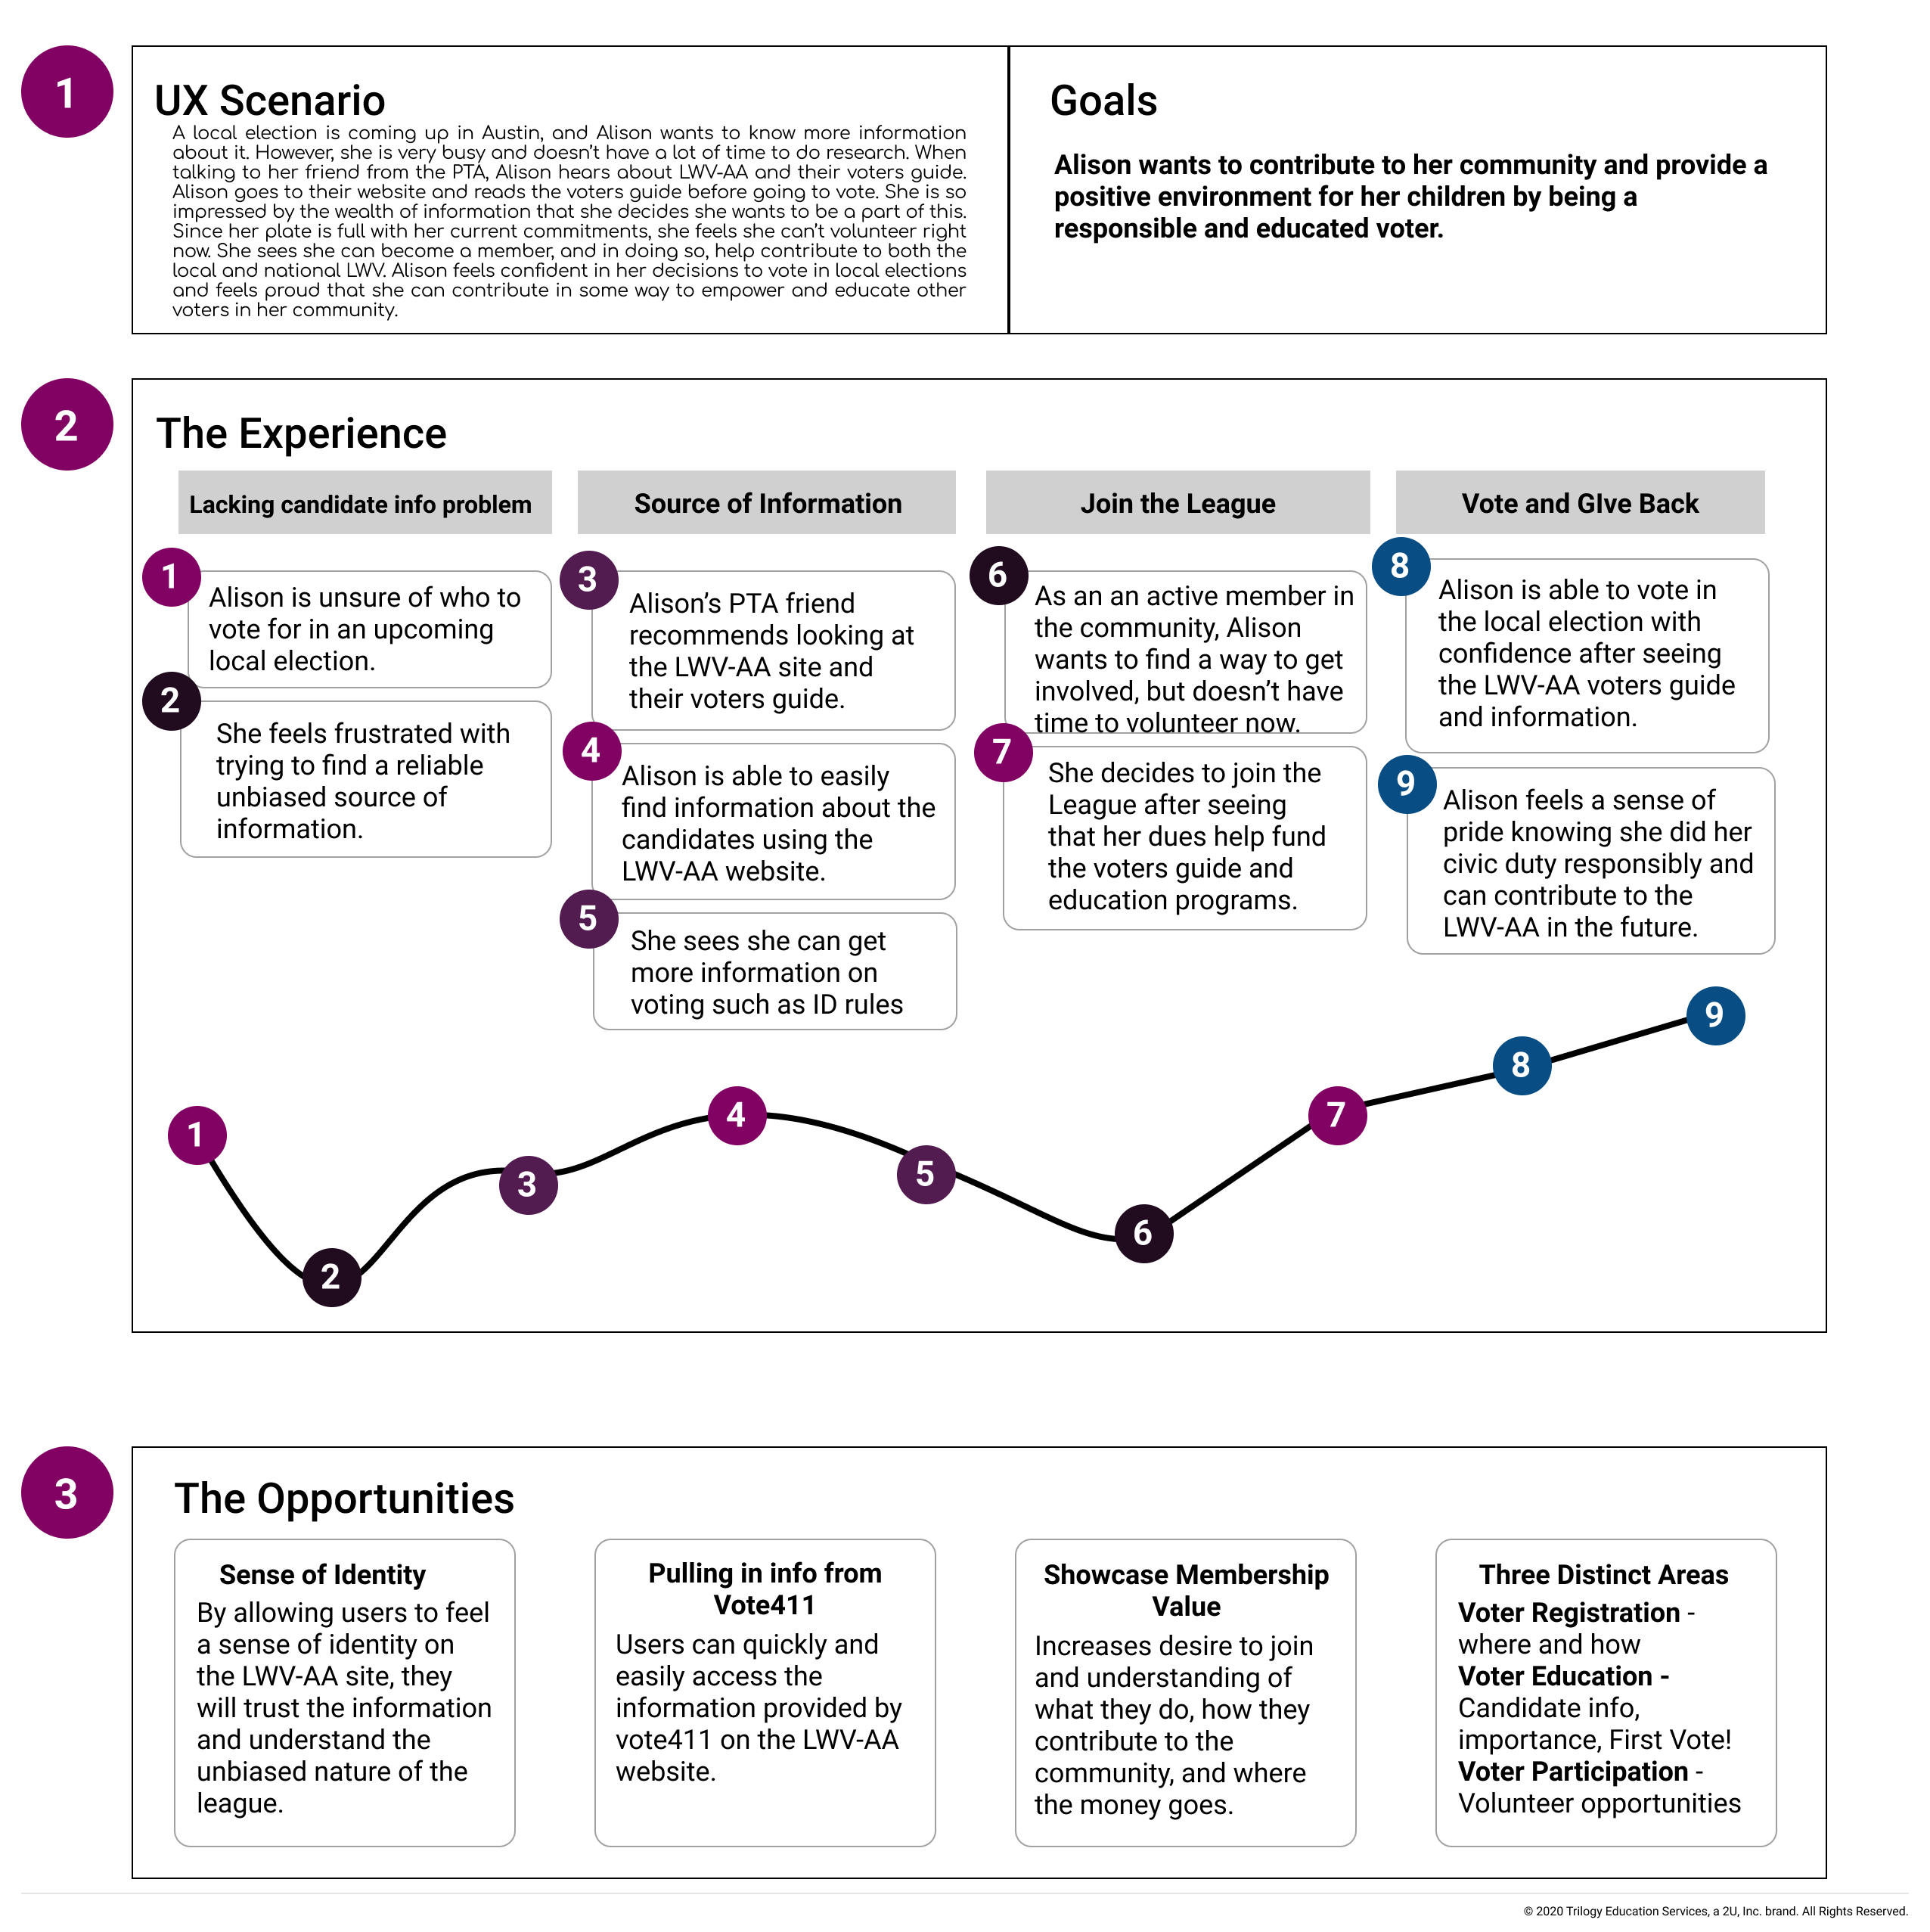 1
UX Scenario
A local election is coming up in Austin, and Alison wants to know more information
about it. However, she is very busy and doesn't have a lot of time to do research. When
talking to her friend from the PTA, Alison hears about LWV-AA and their voters guide.
Alison goes to their website and reads the voters guide before going to vote. She is so
impressed by the wealth of information that she decides she wants to be a part of this.
Since her plate is full with her current commitments, she feels she can't volunteer right
now. She sees she can become a member, and in doing so, help contribute to both the
local and national LWV. Alison feels confident in her decisions to vote in local elections
and feels proud that she can contribute in some way to empower and educate other
voters in her community.
Goals
Alison wants to contribute to her community and provide a
positive environment for her children by being a
responsible and educated voter.
2
The Experience
Lacking candidate info problem
1
Alison is unsure of who to
vote for in an upcoming
local election.
2
She feels frustrated with
trying to find a reliable
unbiased source of
information.
Source of Information
3
Alison's PTA friend
recommends looking at
the LWV-AA site and
their voters guide.
4
Alison is able to easily
find information about the
candidates using the
LWV-AA website.
5
She sees she can get
more information on
voting such as ID rules
Join the League
6
As an an active member in
the community, Alison
wants to find a way to get
involved, but doesn't have
time to volunteer now.
7
She decides to join the
League after seeing
that her dues help fund
the voters guide and
education programs.
Vote and GIve Back
8
Alison is able to vote in
the local election with
confidence after seeing
the LWV-AA voters guide
and information.
9
Alison feels a sense of
pride knowing she did her
civic duty responsibly and
can contribute to the
LWV-AA in the future.
1
2
3
4
5
6
7
8
9
3
The Opportunities
Sense of Identity
By allowing users to feel
a sense of identity on
the LWV-AA site, they
will trust the information
and understand the
unbiased nature of the
league.
Pulling in info from
Vote411
Users can quickly and
easily access the
information provided by
vote411 on the LWV-AA
website.
Showcase Membership
Value
Increases desire to join
and understanding of
what they do, how they
contribute to the
community, and where
the money goes.
Three Distinct Areas
Voter Registration -
where and how
Voter Education -
Candidate info,
importance, First Vote!
Voter Participation -
Volunteer opportunities
© 2020 Trilogy Education Services, a 2U, Inc. brand. All Rights Reserved.